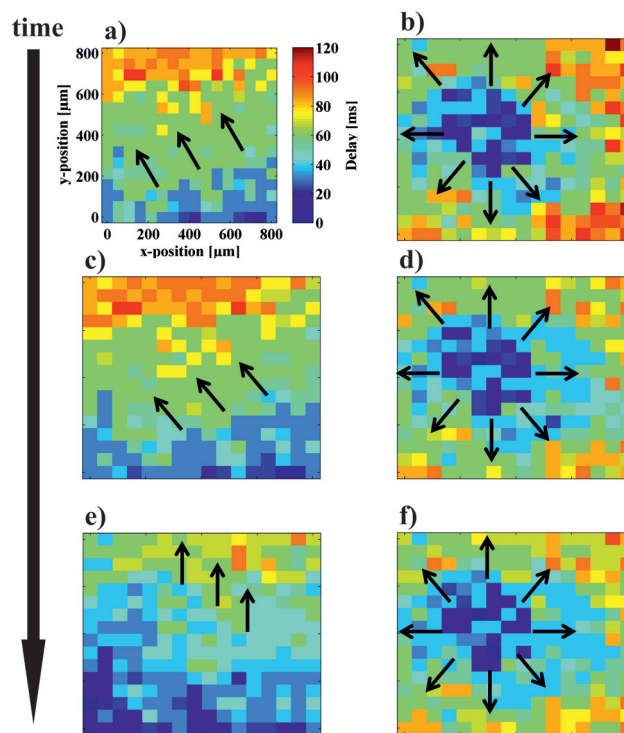 time
a)
b)
800
600
400
200
0
y-position [µm]
0 200 400 600 800
x-position [µm]
120
100
80
60
40
20
0
Delay [ms]
c)
d)
e)
f)